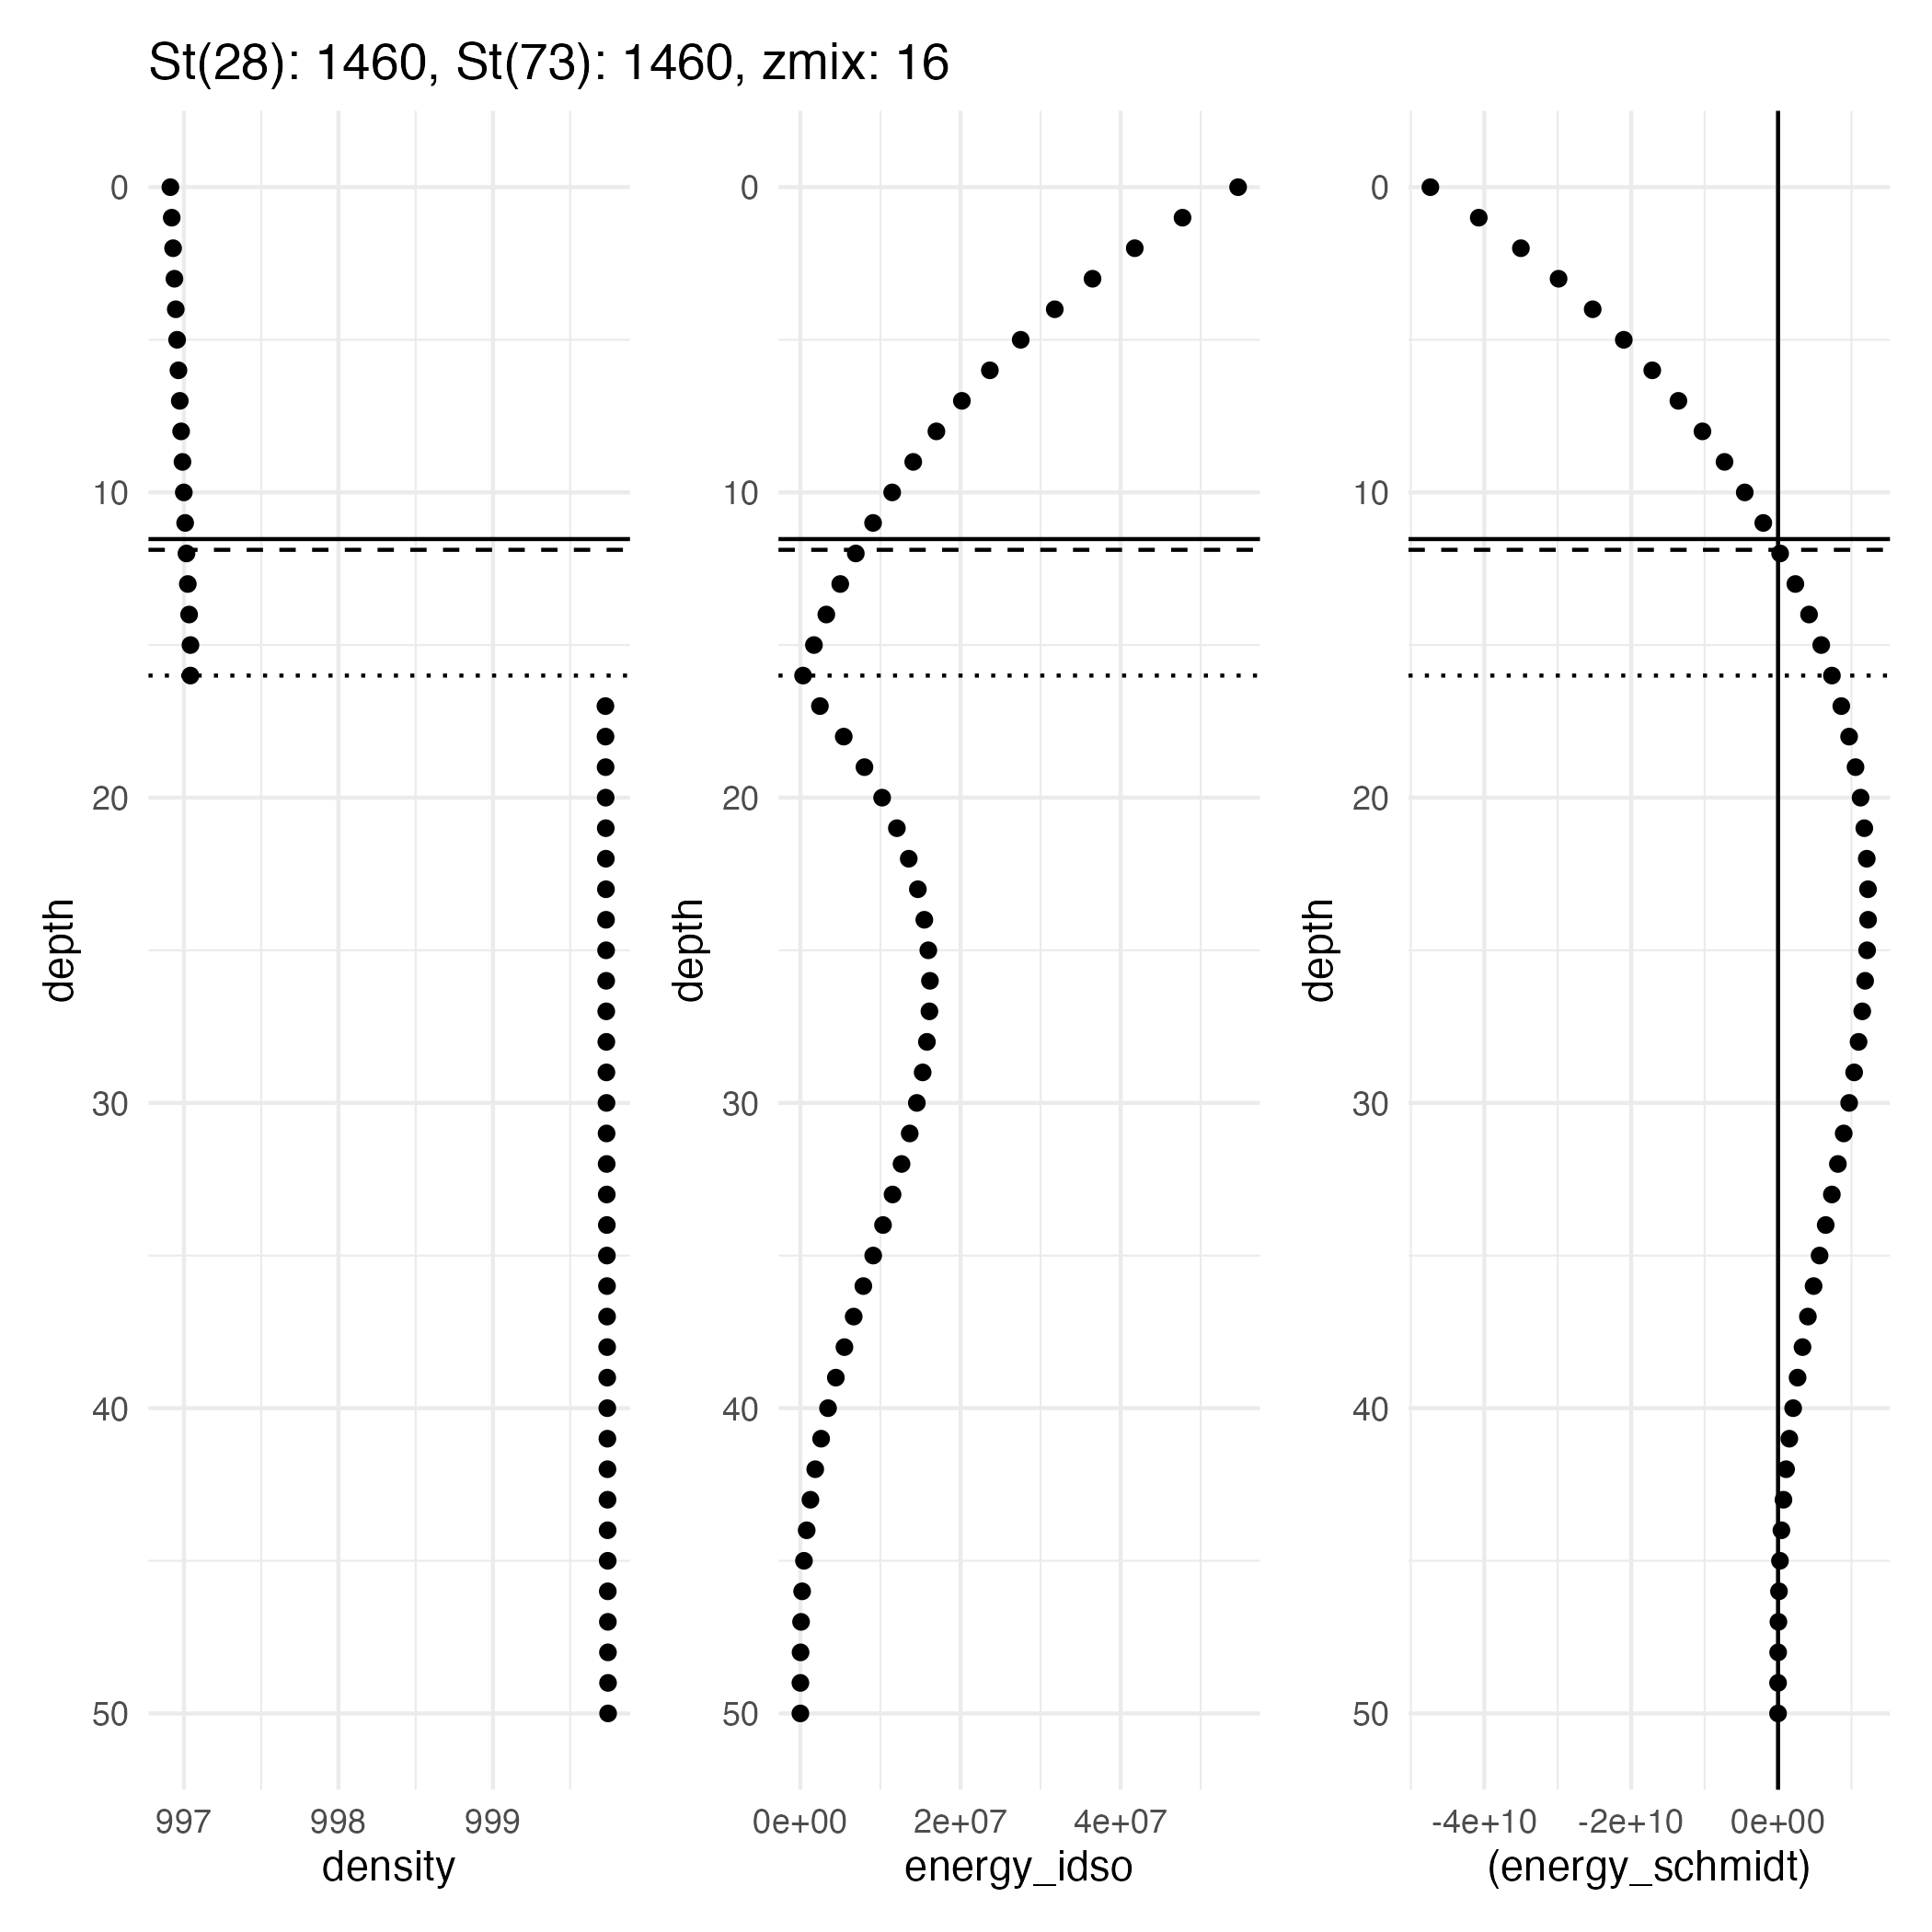 St(28): 1460, St(73): 1460, zmix: 16
0
10
20
30
40
50
depth
997 998 999
density
0
10
20
30
40
50
depth
0e+00 2e+07 4e+07
energy_idso
0
10
20
30
40
50
depth
-4e+10 -2e+10 0e+00
(energy_schmidt)